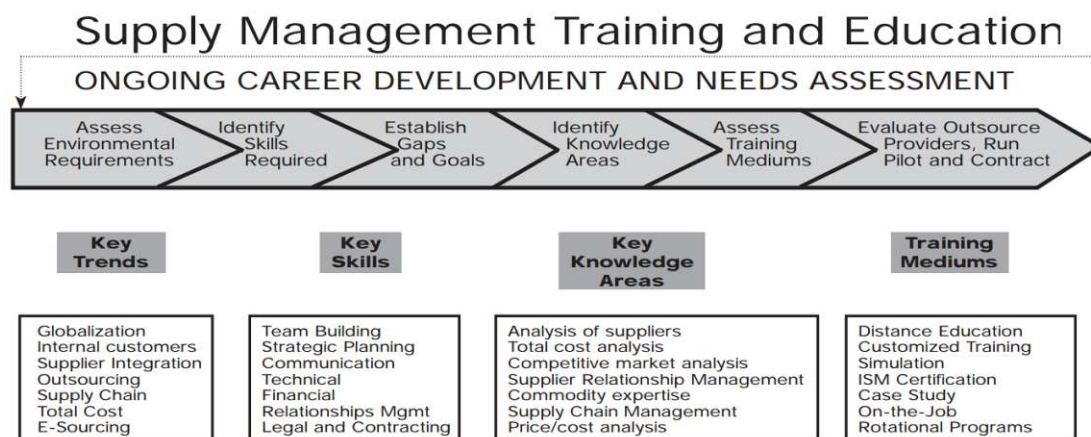 Supply Management Training and Education
ONGOING CAREER DEVELOPMENT AND NEEDS ASSESSMENT
Assess
Environmental
Requirements
Identify
Skills
Required
Establish
Gaps
and Goals
Identify
Knowledge
Areas
Assess
Training
Mediums
Evaluate Outsource
Providers, Run
Pilot and Contract
Key
Trends
Key
Skills
Key
Knowledge
Areas
Training
Mediums
Globalization
Internal customers
Supplier Integration
Outsourcing
Supply Chain
Total Cost
E-Sourcing
Team Building
Strategic Planning
Communication
Technical
Financial
Relationships Mgmt
Legal and Contracting
Analysis of suppliers
Total cost analysis
Competitive market analysis
Supplier Relationship Management
Commodity expertise
Supply Chain Management
Price/cost analysis
Distance Education
Customized Training
Simulation
ISM Certification
Case Study
On-the-Job
Rotational Programs